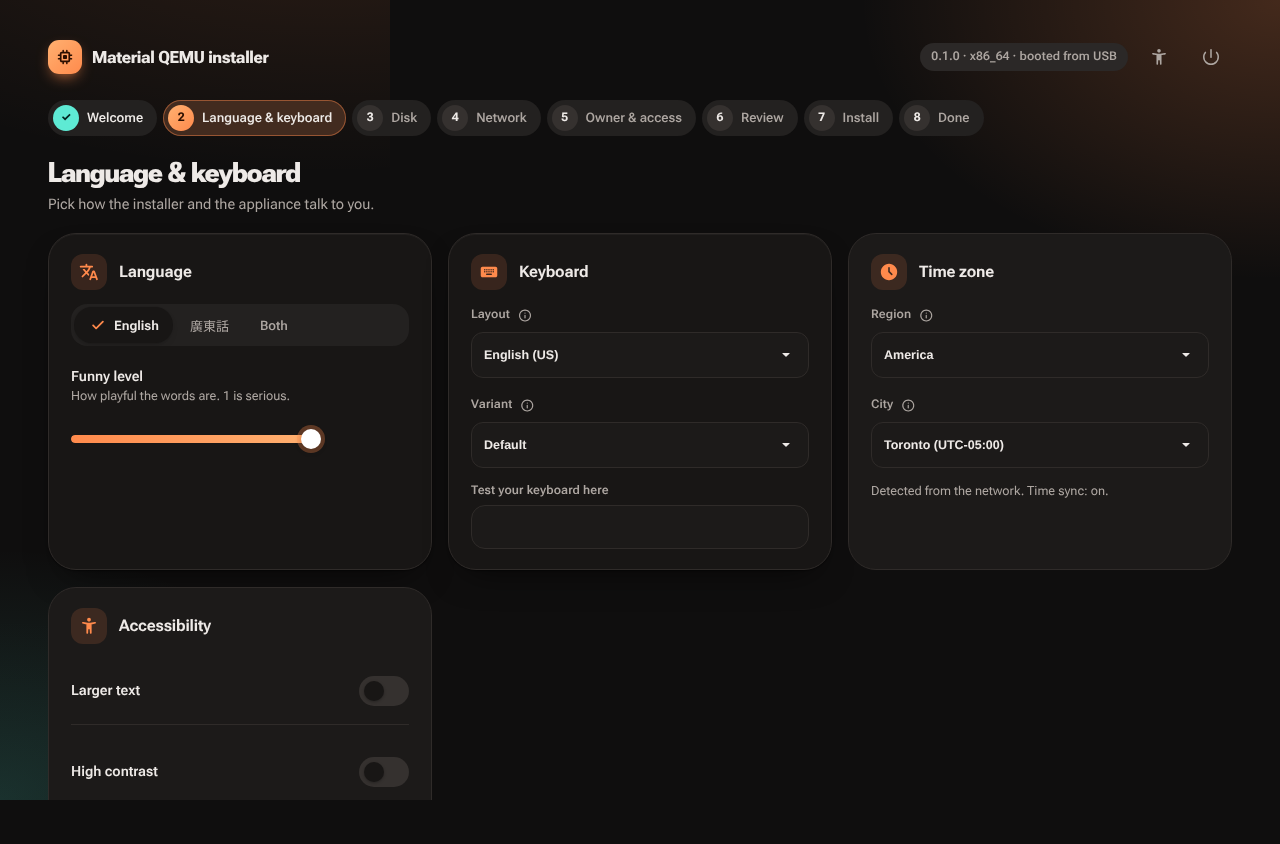 Material QEMU installer
0.1.0 · x86_64 · booted from USB
Welcome
2 Language & keyboard
3 Disk
4 Network
5 Owner & access
6 Review
7 Install
8 Done
Language & keyboard
Pick how the installer and the appliance talk to you.
Language
English
廣東話
Both
Funny level
How playful the words are. 1 is serious.
Keyboard
Layout
English (US)
Variant
Default
Test your keyboard here
Time zone
Region
America
City
Toronto (UTC-05:00)
Detected from the network. Time sync: on.
Accessibility
Larger text
High contrast